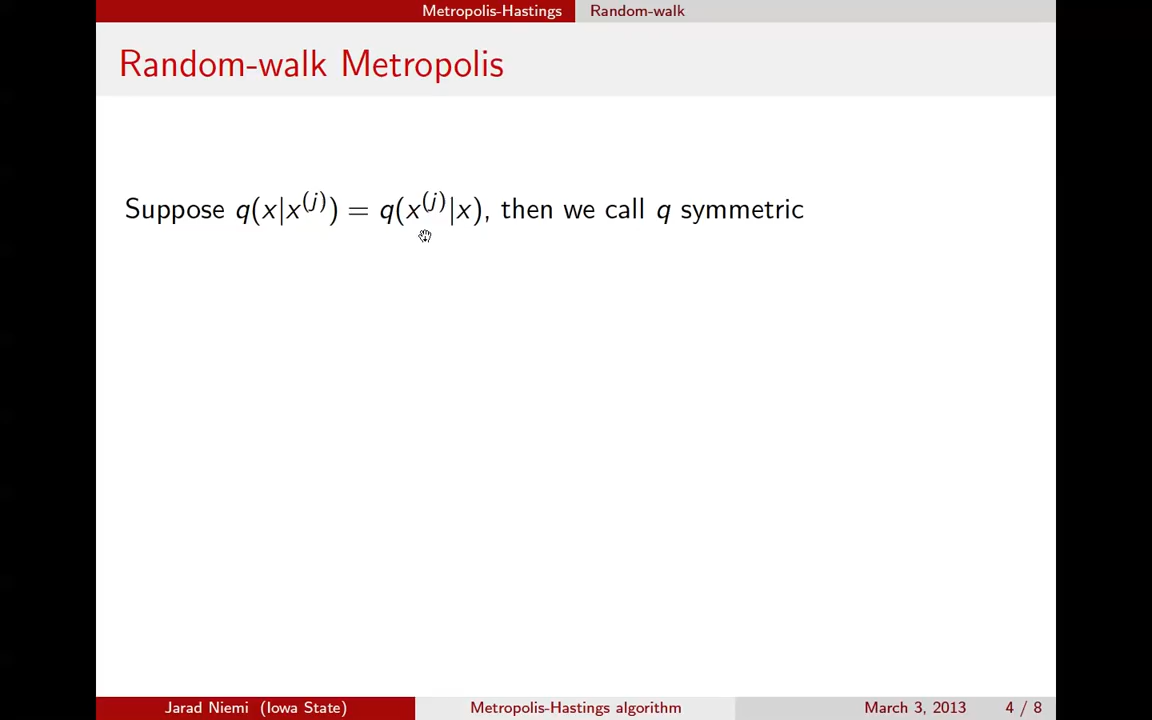 Metropolis-Hastings Random-walk
Random-walk Metropolis
Suppose q(x|x^(j)) = q(x^(j)|x), then we call q symmetric
Jarad Niemi (Iowa State) Metropolis-Hastings algorithm March 3, 2013 4 / 8